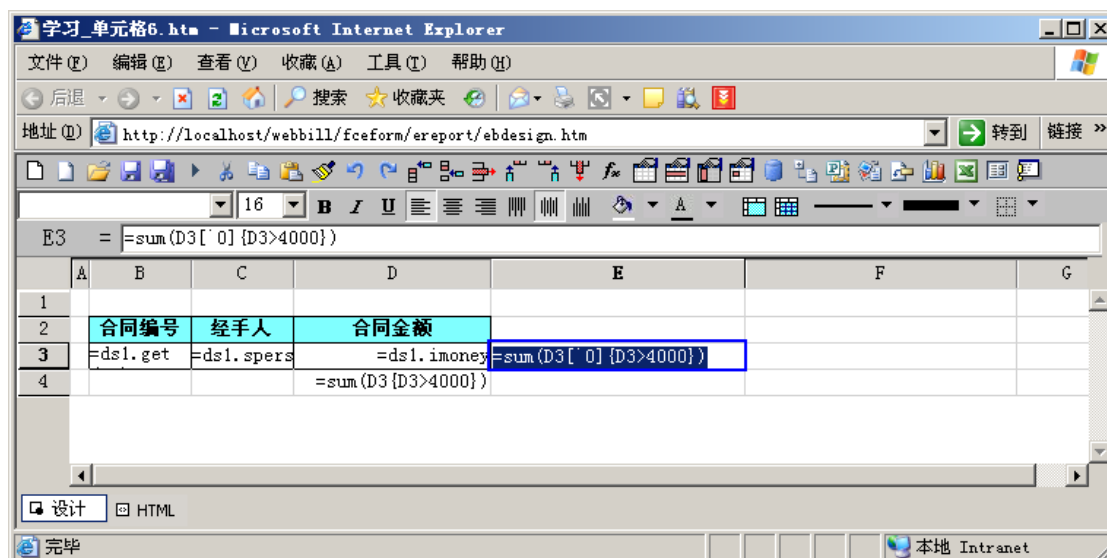 学习_单元格6.htm - Microsoft Internet Explorer
文件(F) 编辑(E) 查看(V) 收藏(A) 工具(T) 帮助(H)
后退 搜索 收藏夹
地址(D) http://localhost/webbill/fceform/ereport/ebdesign.htm 转到 链接 »
16 B I U A
E3 = =sum(D3[`0]{D3>4000})
A B C D E F G
1
2 合同编号 经手人 合同金额
3 =ds1.get =ds1.spers =ds1.imoney =sum(D3[`0]{D3>4000})
4 =sum(D3{D3>4000})
设计 HTML
完毕 本地 Intranet